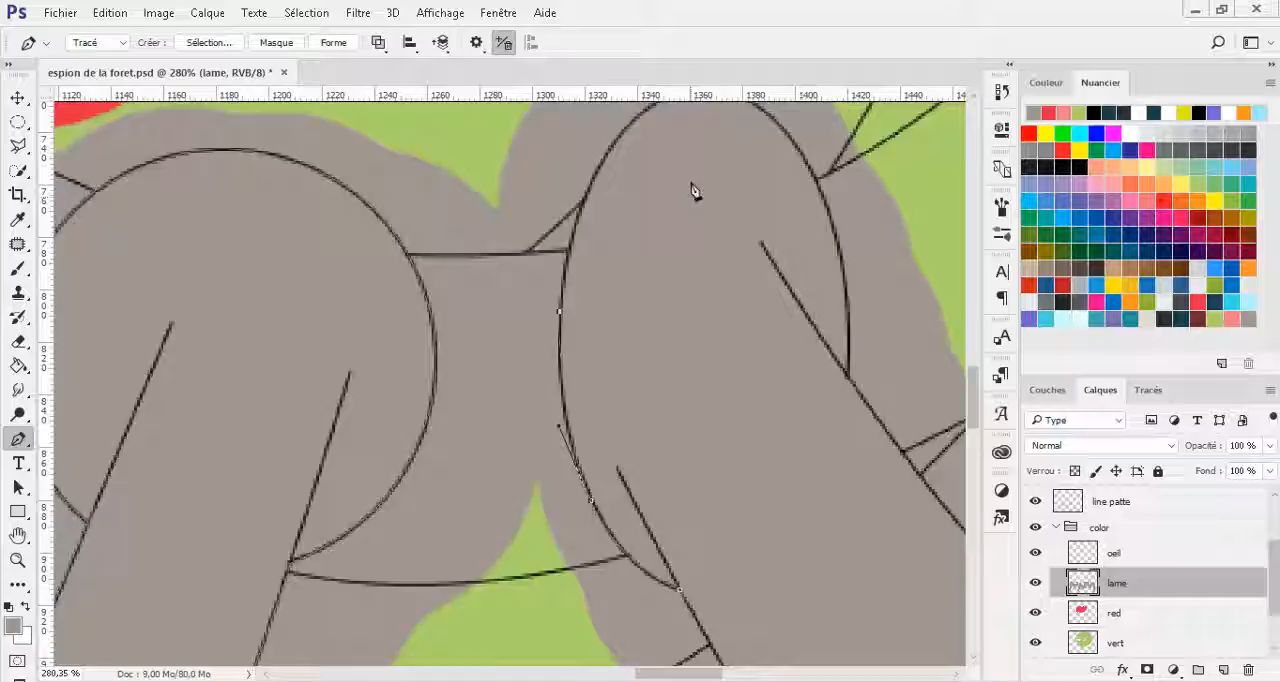 Ps Fichier Edition Image Calque Texte Sélection Filtre 3D Affichage Fenêtre Aide
Tracé Créer : Sélection... Masque Forme
espion de la foret.psd @ 280% (lame, RVB/8) * ×
1120 1140 1160 1180 1200 1220 1240 1260 1280 1300 1320 1340 1360 1380 1400 1420 1440
Couleur Nuancier
Couches Calques Tracés
Type
Normal Opacité : 100 %
Verrou : Fond : 100 %
line patte
color
oeil
lame
red
vert
280,35 % Doc : 9,00 Mo/80,0 Mo